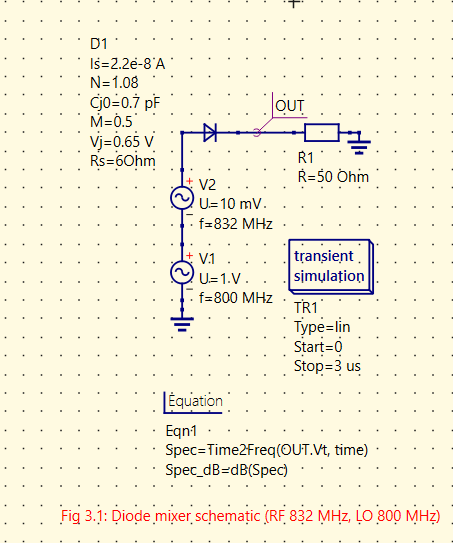 D1
Is=2.2e-8 A
N=1.08
Cj0=0.7 pF
M=0.5
Vj=0.65 V
Rs=6Ohm
OUT
R1
R=50 Ohm
+
V2
U=10 mV
f=832 MHz
−
+
V1
U=1 V
f=800 MHz
−
transient
simulation
TR1
Type=lin
Start=0
Stop=3 us
Equation
Eqn1
Spec=Time2Freq(OUT.Vt, time)
Spec_dB=dB(Spec)
Fig 3.1: Diode mixer schematic (RF 832 MHz, LO 800 MHz)